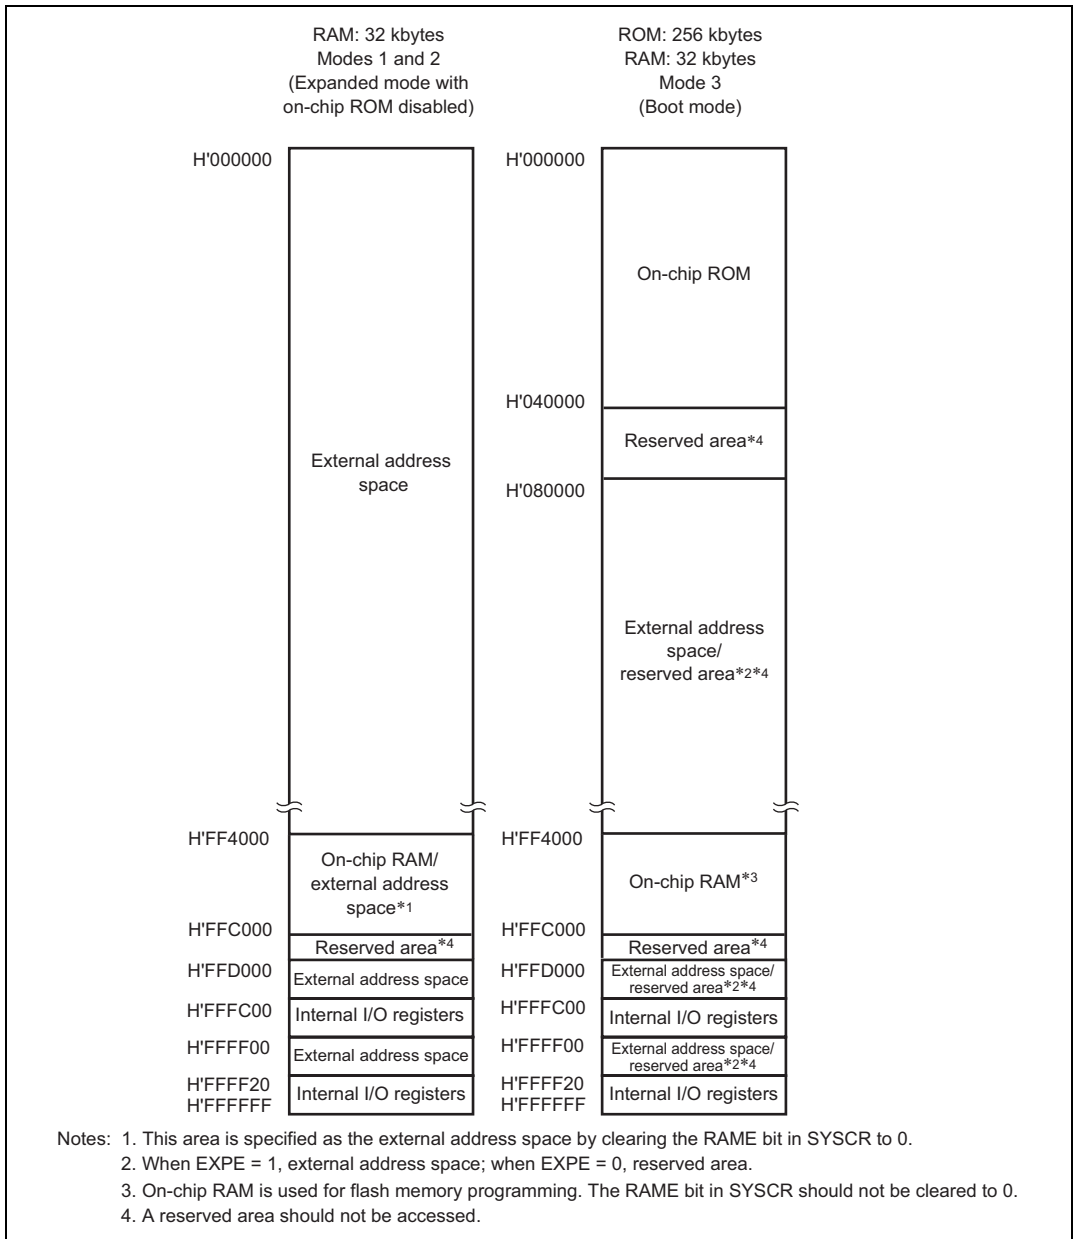 RAM: 32 kbytes
Modes 1 and 2
(Expanded mode with
on-chip ROM disabled)
H'000000
External address
space
H'FF4000
On-chip RAM/
external address
space*1
H'FFC000
Reserved area*4
H'FFD000
External address space
H'FFFC00
Internal I/O registers
H'FFFF00
External address space
H'FFFF20
Internal I/O registers
H'FFFFFF
ROM: 256 kbytes
RAM: 32 kbytes
Mode 3
(Boot mode)
H'000000
On-chip ROM
H'040000
Reserved area*4
H'080000
External address
space/
reserved area*2*4
H'FF4000
On-chip RAM*3
H'FFC000
Reserved area*4
H'FFD000
External address space/
reserved area*2*4
H'FFFC00
Internal I/O registers
H'FFFF00
External address space/
reserved area*2*4
H'FFFF20
Internal I/O registers
H'FFFFFF
Notes: 1. This area is specified as the external address space by clearing the RAME bit in SYSCR to 0.
2. When EXPE = 1, external address space; when EXPE = 0, reserved area.
3. On-chip RAM is used for flash memory programming. The RAME bit in SYSCR should not be cleared to 0.
4. A reserved area should not be accessed.